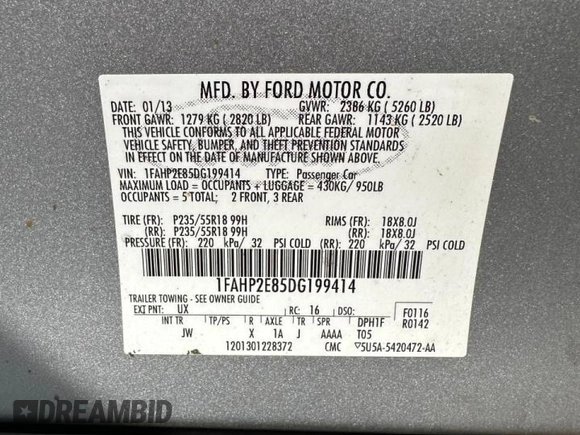 MFD. BY FORD MOTOR CO.
DATE: 01/13 GVWR: 2386 KG ( 5260 LB)
FRONT GAWR: 1279 KG ( 2820 LB) REAR GAWR: 1143 KG ( 2520 LB)
THIS VEHICLE CONFORMS TO ALL APPLICABLE FEDERAL MOTOR
VEHICLE SAFETY, BUMPER, AND THEFT PREVENTION STANDARDS
IN EFFECT ON THE DATE OF MANUFACTURE SHOWN ABOVE.
VIN: 1FAHP2E85DG199414 TYPE: Passenger Car
MAXIMUM LOAD = OCCUPANTS + LUGGAGE = 430KG/ 950LB
OCCUPANTS = 5 TOTAL; 2 FRONT, 3 REAR
TIRE (FR): P235/55R18 99H RIMS (FR): 18X8.0J
(RR): P235/55R18 99H (RR): 18X8.0J
PRESSURE (FR): 220 kPa/ 32 PSI COLD (RR): 220 kPa/ 32 PSI COLD
1FAHP2E85DG199414
TRAILER TOWING - SEE OWNER GUIDE
EXT PNT: UX RC: 16 DSO: F0116
R0142
INT TR TP/PS R AXLE TR SPR DPH1F
JW X 1A J AAAA T05
1201301228372 CMC ▽5U5A-5420472-AA
DREAMBID